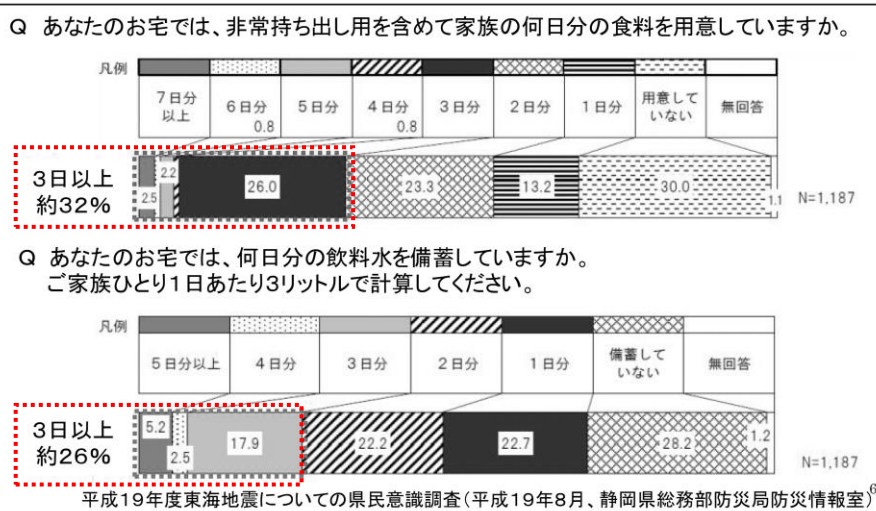 Q あなたのお宅では、非常持ち出し用を含めて家族の何日分の食料を用意していますか。
凡例
7日分以上 6日分 0.8 5日分 4日分 0.8 3日分 2日分 1日分 用意していない 無回答
3日以上
約32%
2.5 2.2 26.0 23.3 13.2 30.0 1.1 N=1,187
Q あなたのお宅では、何日分の飲料水を備蓄していますか。
ご家族ひとり1日あたり3リットルで計算してください。
凡例
5日分以上 4日分 3日分 2日分 1日分 備蓄していない 無回答
3日以上
約26%
5.2 2.5 17.9 22.2 22.7 28.2 1.2 N=1,187
平成19年度東海地震についての県民意識調査(平成19年8月、静岡県総務部防災局防災情報室)
6